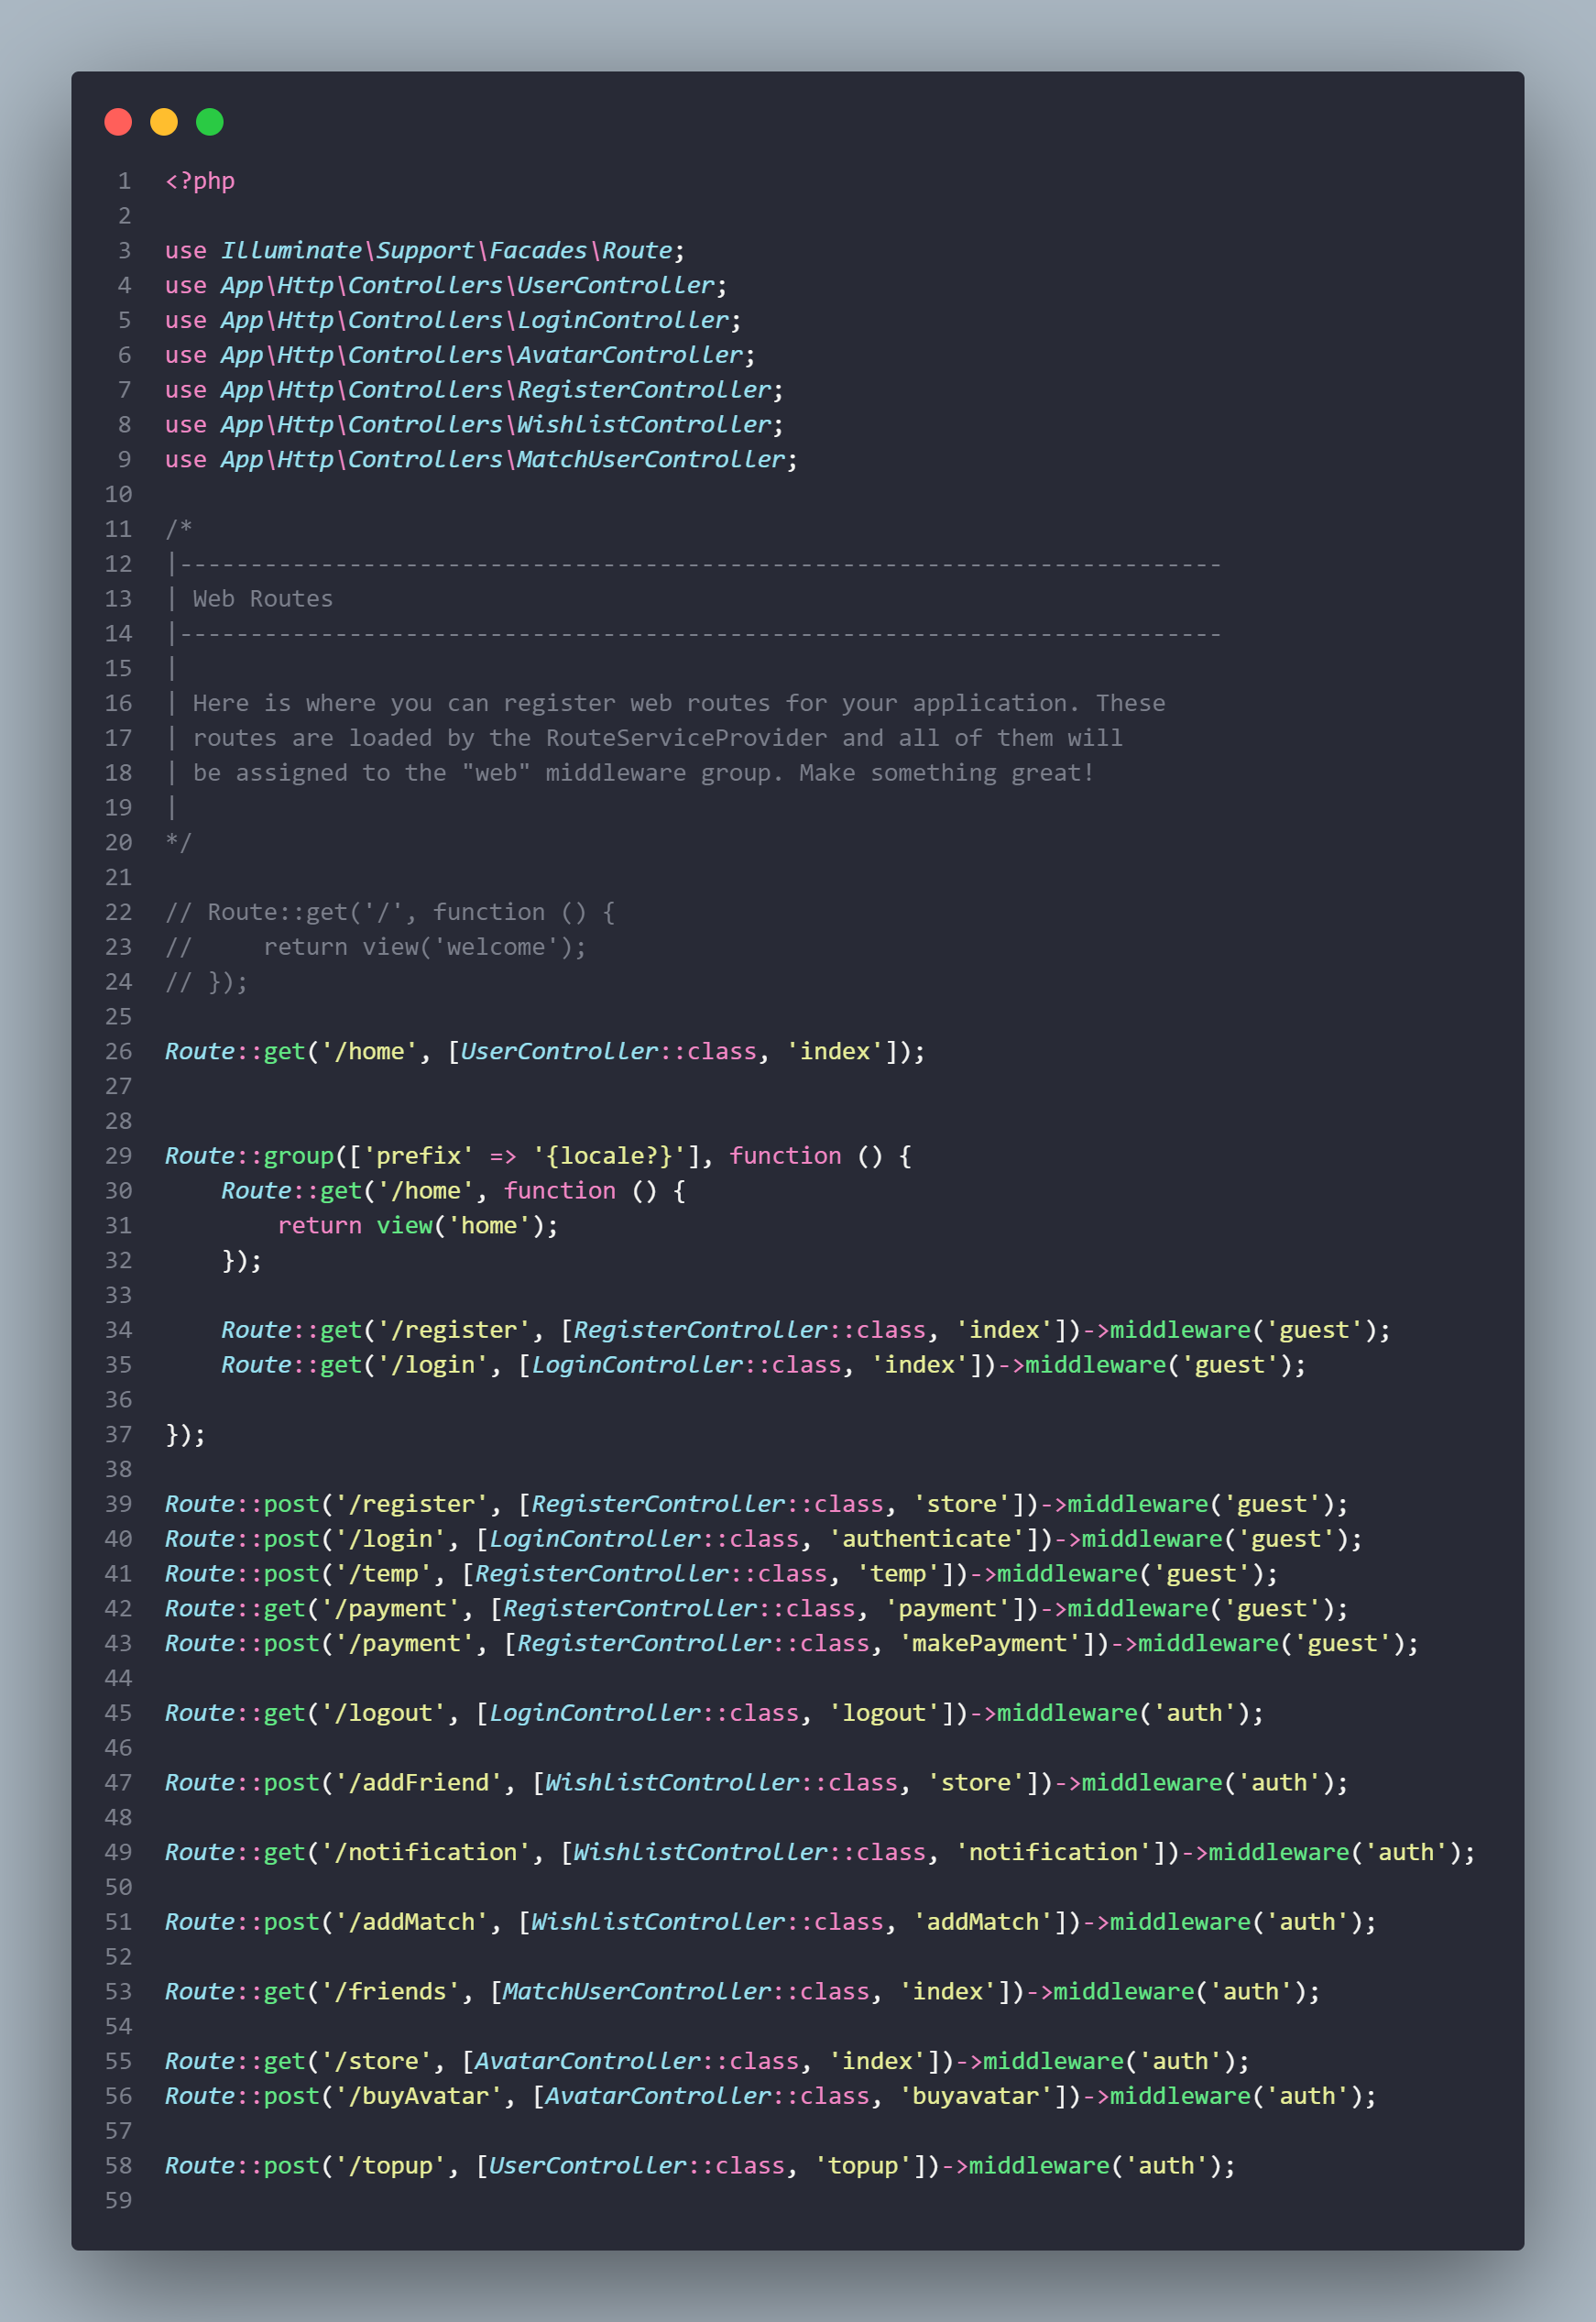 1 <?php
2
3 use Illuminate\Support\Facades\Route;
4 use App\Http\Controllers\UserController;
5 use App\Http\Controllers\LoginController;
6 use App\Http\Controllers\AvatarController;
7 use App\Http\Controllers\RegisterController;
8 use App\Http\Controllers\WishlistController;
9 use App\Http\Controllers\MatchUserController;
10
11 /*
12 |--------------------------------------------------------------------------
13 | Web Routes
14 |--------------------------------------------------------------------------
15 |
16 | Here is where you can register web routes for your application. These
17 | routes are loaded by the RouteServiceProvider and all of them will
18 | be assigned to the "web" middleware group. Make something great!
19 |
20 */
21
22 // Route::get('/', function () {
23 //     return view('welcome');
24 // });
25
26 Route::get('/home', [UserController::class, 'index']);
27
28
29 Route::group(['prefix' => '{locale?}'], function () {
30     Route::get('/home', function () {
31         return view('home');
32     });
33
34     Route::get('/register', [RegisterController::class, 'index'])->middleware('guest');
35     Route::get('/login', [LoginController::class, 'index'])->middleware('guest');
36
37 });
38
39 Route::post('/register', [RegisterController::class, 'store'])->middleware('guest');
40 Route::post('/login', [LoginController::class, 'authenticate'])->middleware('guest');
41 Route::post('/temp', [RegisterController::class, 'temp'])->middleware('guest');
42 Route::get('/payment', [RegisterController::class, 'payment'])->middleware('guest');
43 Route::post('/payment', [RegisterController::class, 'makePayment'])->middleware('guest');
44
45 Route::get('/logout', [LoginController::class, 'logout'])->middleware('auth');
46
47 Route::post('/addFriend', [WishlistController::class, 'store'])->middleware('auth');
48
49 Route::get('/notification', [WishlistController::class, 'notification'])->middleware('auth');
50
51 Route::post('/addMatch', [WishlistController::class, 'addMatch'])->middleware('auth');
52
53 Route::get('/friends', [MatchUserController::class, 'index'])->middleware('auth');
54
55 Route::get('/store', [AvatarController::class, 'index'])->middleware('auth');
56 Route::post('/buyAvatar', [AvatarController::class, 'buyavatar'])->middleware('auth');
57
58 Route::post('/topup', [UserController::class, 'topup'])->middleware('auth');
59